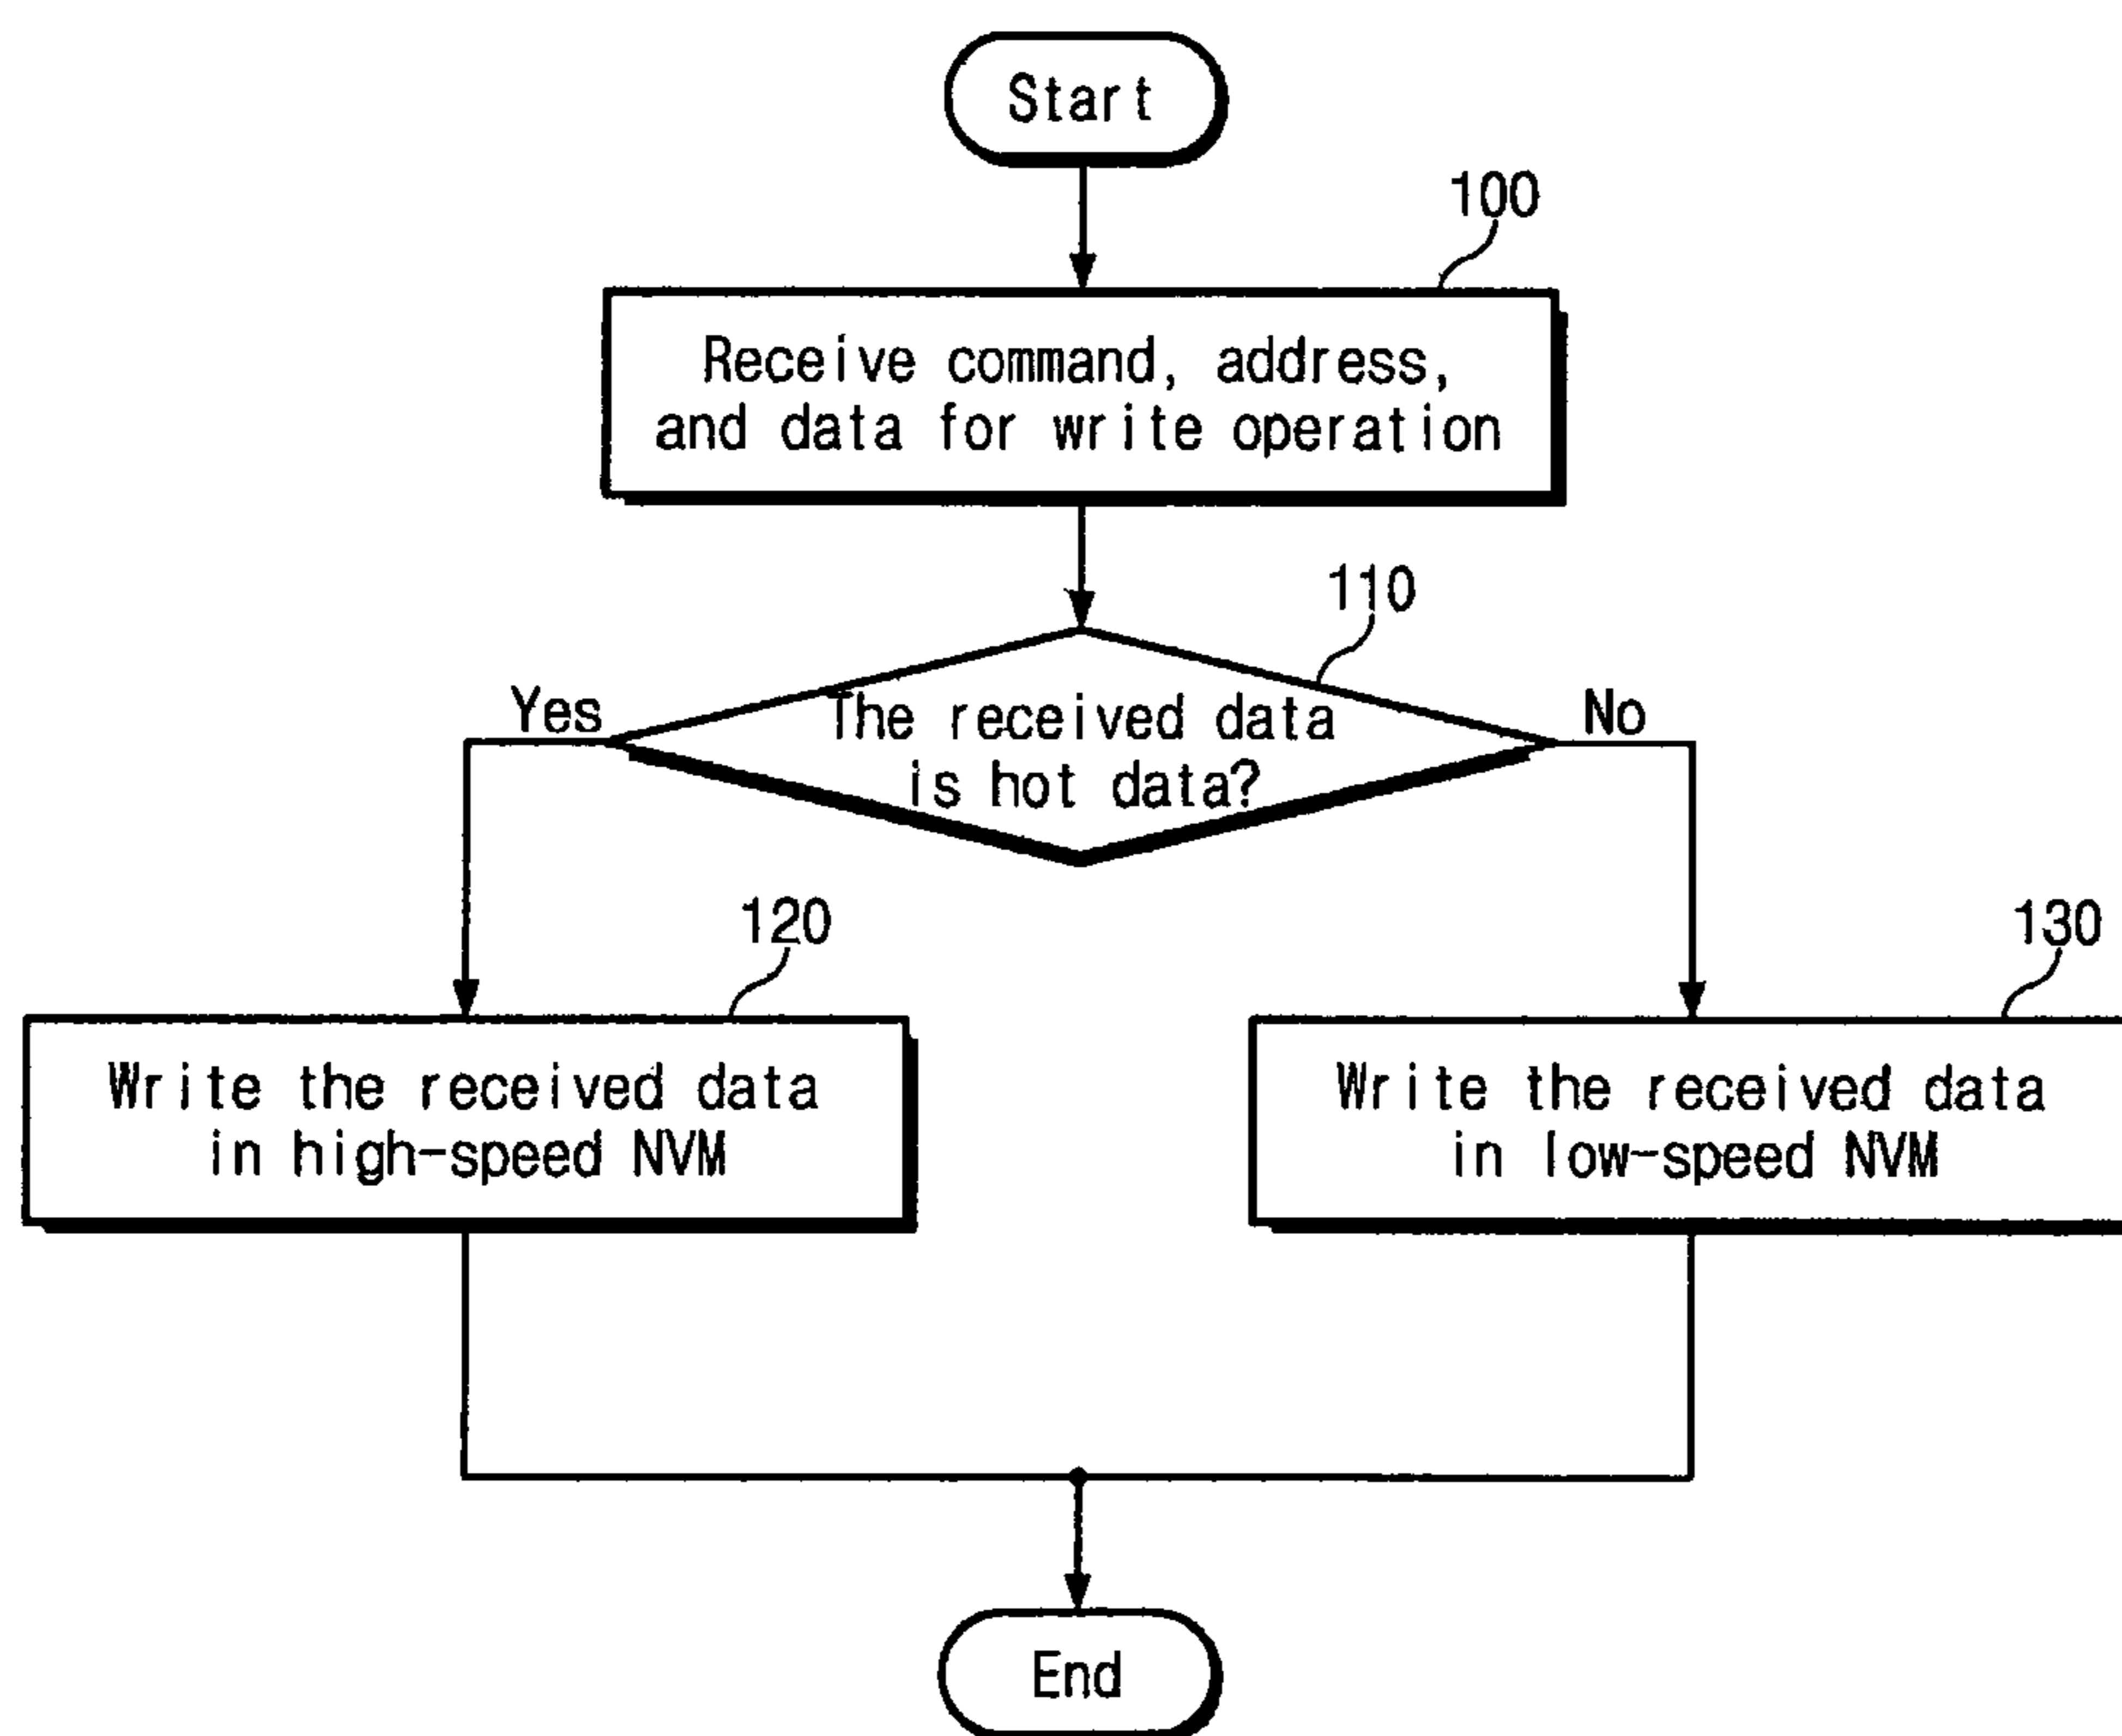 Start
100
Receive command, address,
and data for write operation
110
Yes
The received data
is hot data?
No
120
130
Write the received data
in high-speed NVM
Write the received data
in low-speed NVM
End